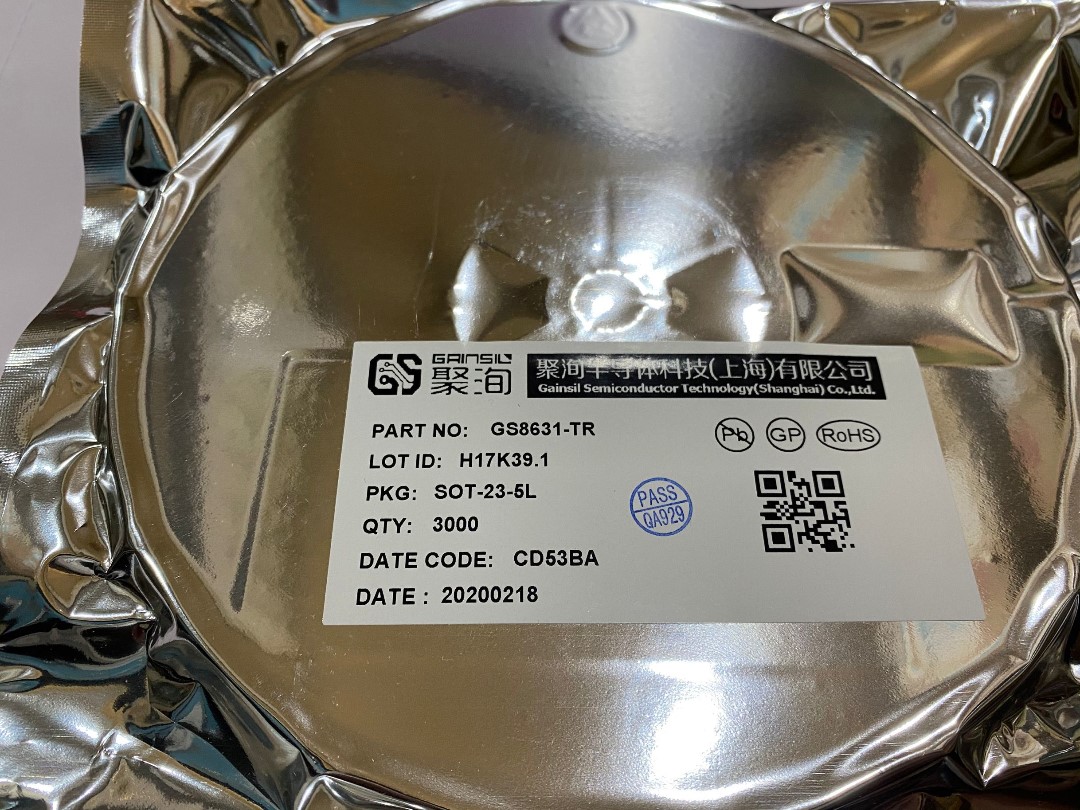 GS GAINSIL
聚洵
聚洵半导体科技(上海)有限公司
Gainsil Semiconductor Technology(Shanghai) Co.,Ltd.
PART NO: GS8631-TR
Pb GP RoHS
LOT ID: H17K39.1
PKG: SOT-23-5L
PASS
QA929
QTY: 3000
DATE CODE: CD53BA
DATE : 20200218